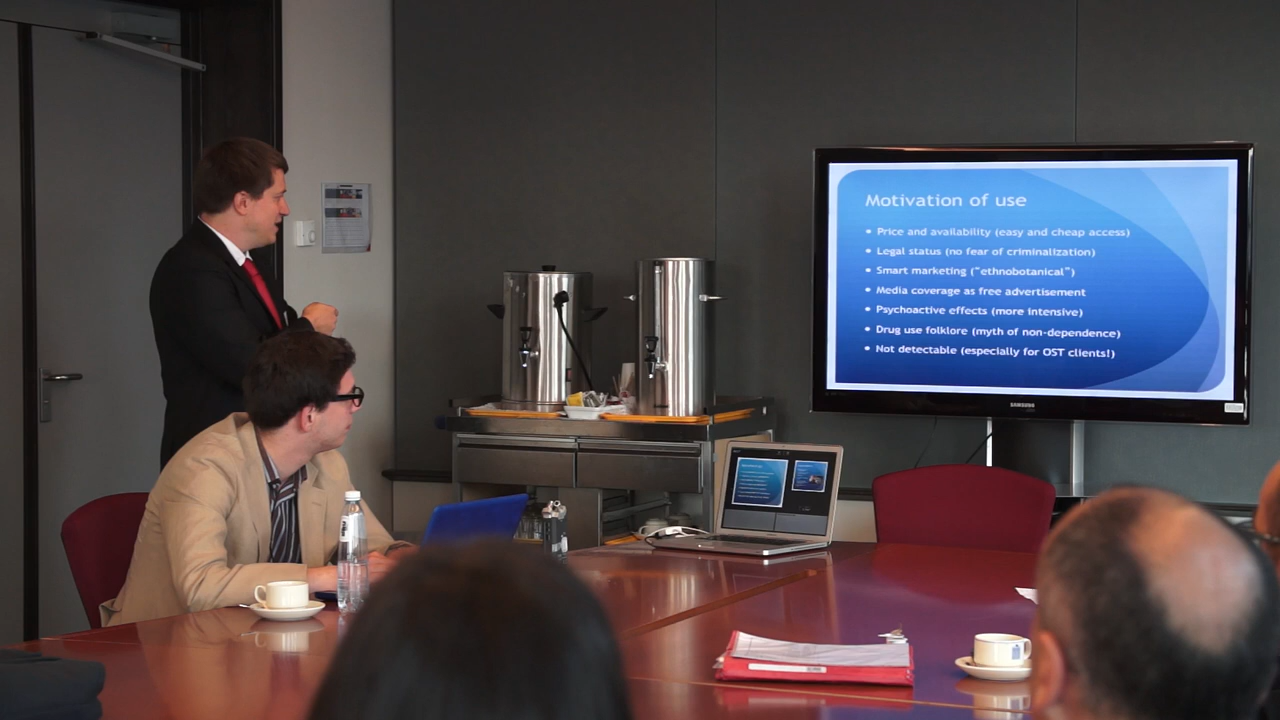 Motivation of use
• Price and availability (easy and cheap access)
• Legal status (no fear of criminalization)
• Smart marketing ("ethnobotanical")
• Media coverage as free advertisement
• Psychoactive effects (more intensive)
• Drug use folklore (myth of non-dependence)
• Not detectable (especially for OST clients!)
SAMSUNG